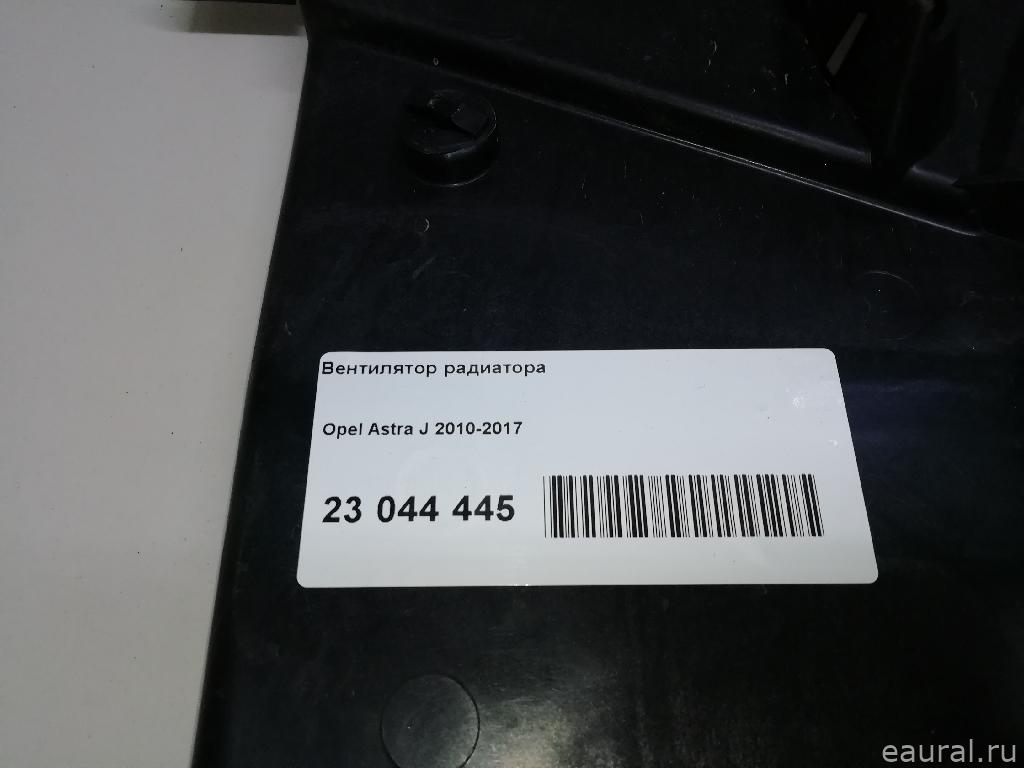 Вентилятор радиатора
Opel Astra J 2010-2017
23 044 445
eaural.ru